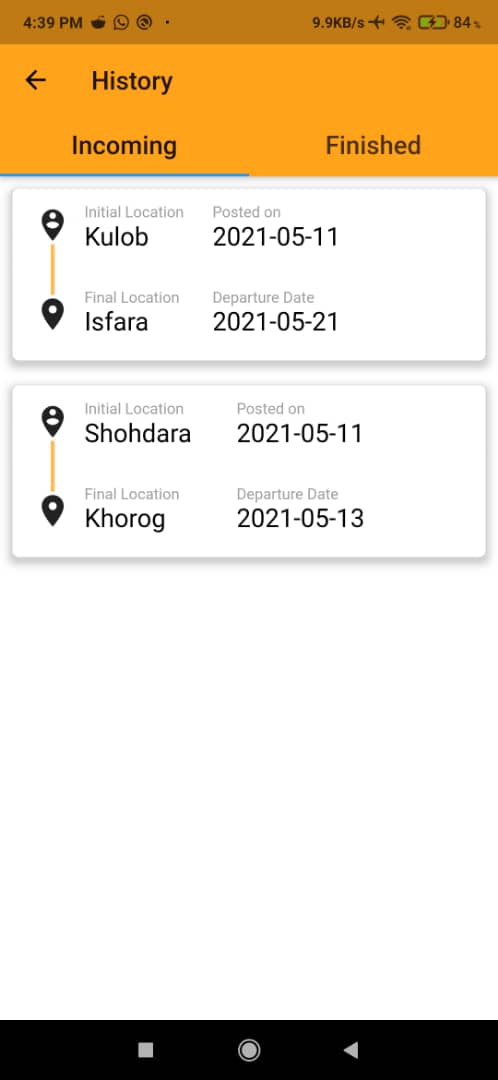 4:39 PM 9.9KB/s 84%
History
Incoming Finished
Initial Location Posted on
Kulob 2021-05-11
Final Location Departure Date
Isfara 2021-05-21
Initial Location Posted on
Shohdara 2021-05-11
Final Location Departure Date
Khorog 2021-05-13